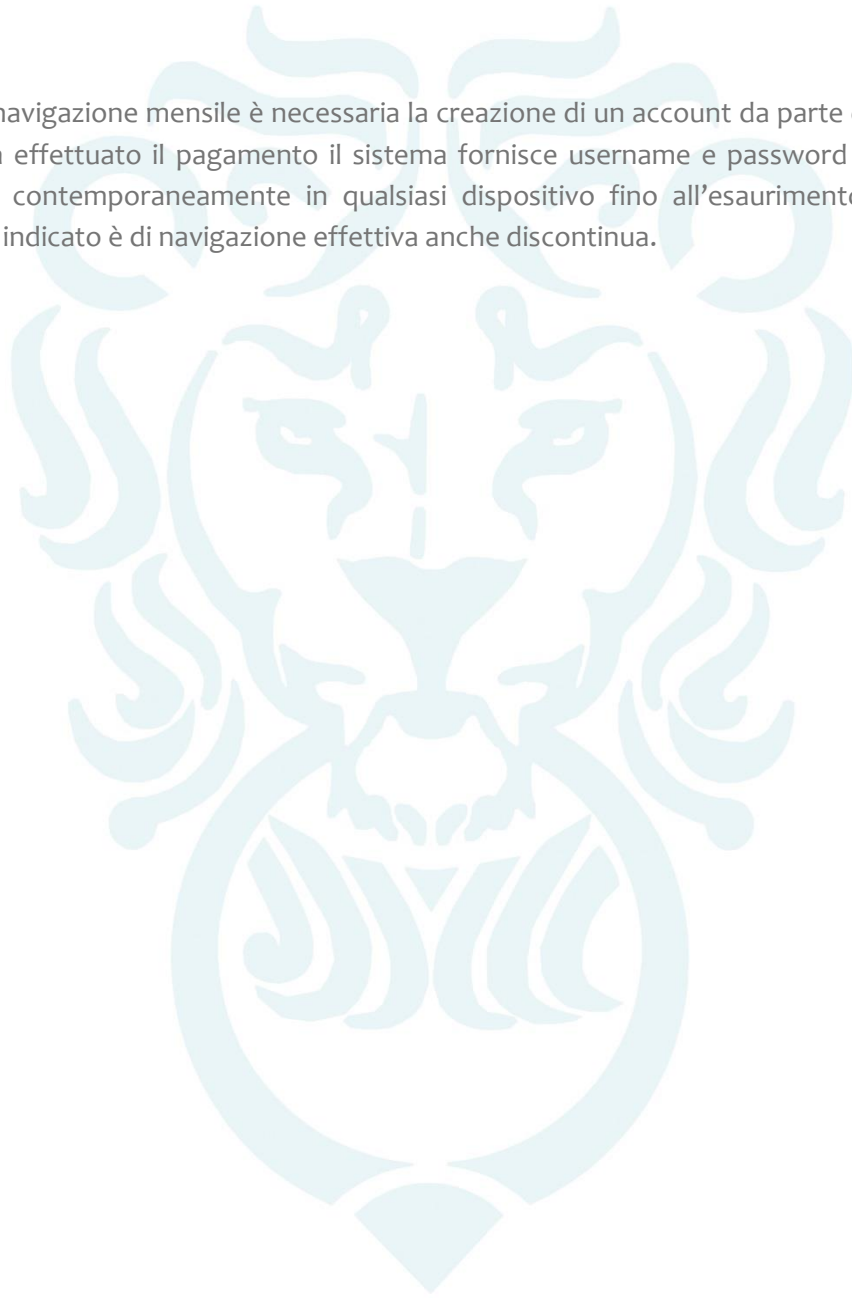 navigazione mensile è necessaria la creazione di un account da parte
effettuato il pagamento il sistema fornisce username e password
contemporaneamente in qualsiasi dispositivo fino all’esaurimento
indicato è di navigazione effettiva anche discontinua.